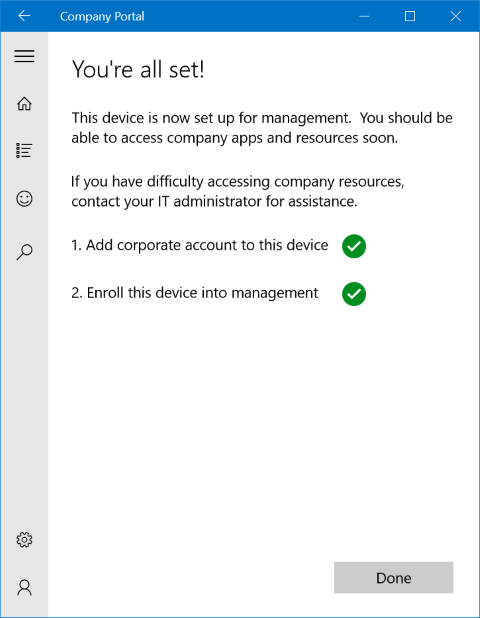 Company Portal
You're all set!
This device is now set up for management.  You should be
able to access company apps and resources soon.
If you have difficulty accessing company resources,
contact your IT administrator for assistance.
1. Add corporate account to this device
2. Enroll this device into management
Done